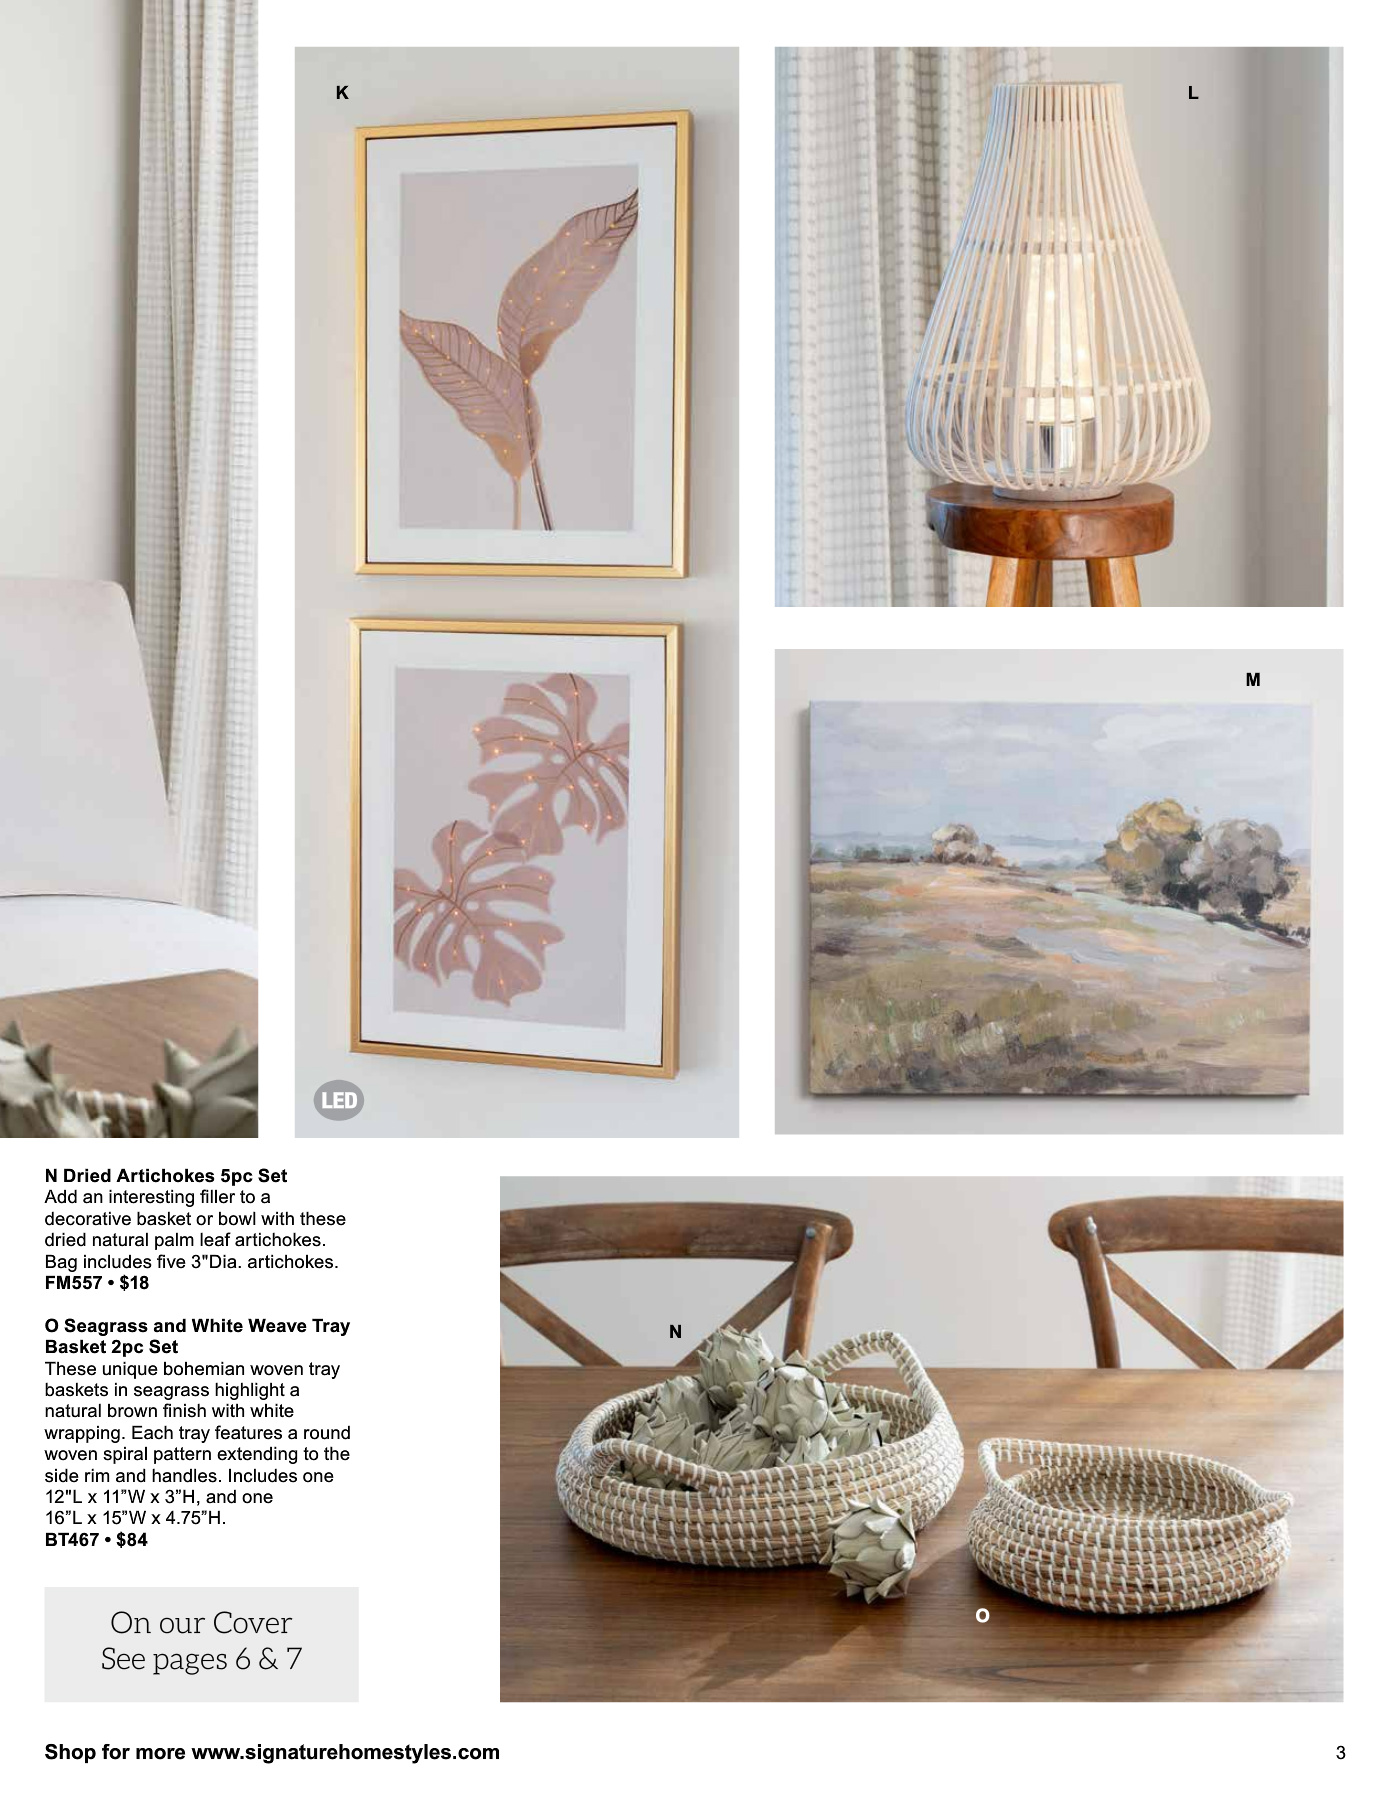 K
L
M
LED
N Dried Artichokes 5pc Set
Add an interesting filler to a
decorative basket or bowl with these
dried natural palm leaf artichokes.
Bag includes five 3"Dia. artichokes.
FM557 • $18
O Seagrass and White Weave Tray
Basket 2pc Set
These unique bohemian woven tray
baskets in seagrass highlight a
natural brown finish with white
wrapping. Each tray features a round
woven spiral pattern extending to the
side rim and handles. Includes one
12"L x 11”W x 3”H, and one
16”L x 15”W x 4.75”H.
BT467 • $84
N
O
On our Cover
See pages 6 & 7
Shop for more www.signaturehomestyles.com
3